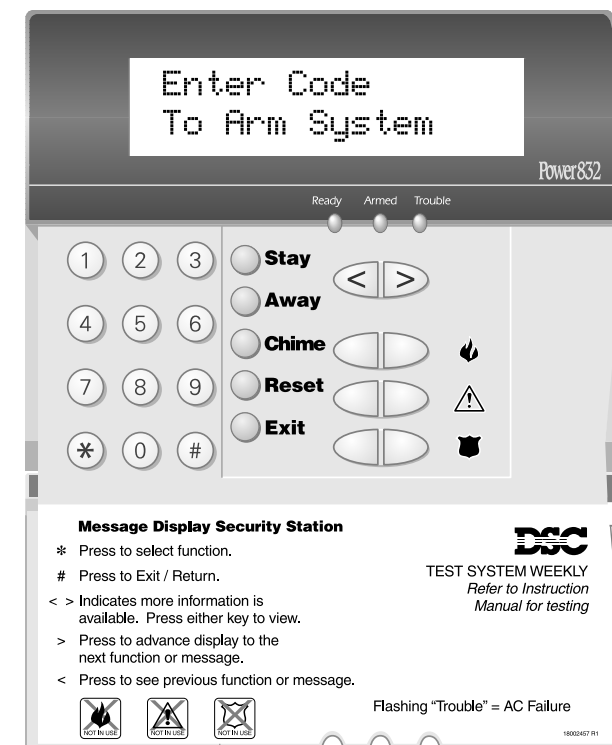 Enter Code
To Arm System
Power832
Ready Armed Trouble
1 2 3
4 5 6
7 8 9
* 0 #
Stay
Away
Chime
Reset
Exit
< >
Message Display Security Station
* Press to select function.
# Press to Exit / Return.
< > Indicates more information is
available. Press either key to view.
> Press to advance display to the
next function or message.
< Press to see previous function or message.
NOT IN USE NOT IN USE NOT IN USE
DSC
TEST SYSTEM WEEKLY
Refer to Instruction
Manual for testing
Flashing “Trouble” = AC Failure
18002457 R1